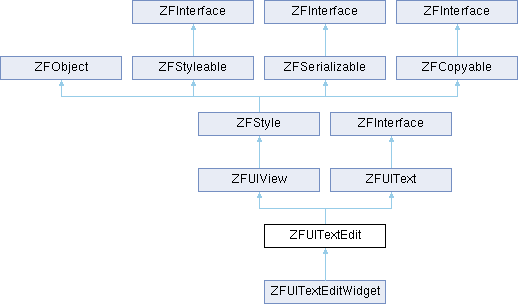 ZFInterface ZFInterface ZFInterface
ZFObject ZFStyleable ZFSerializable ZFCopyable
ZFStyle ZFInterface
ZFUIView ZFUIText
ZFUITextEdit
ZFUITextEditWidget